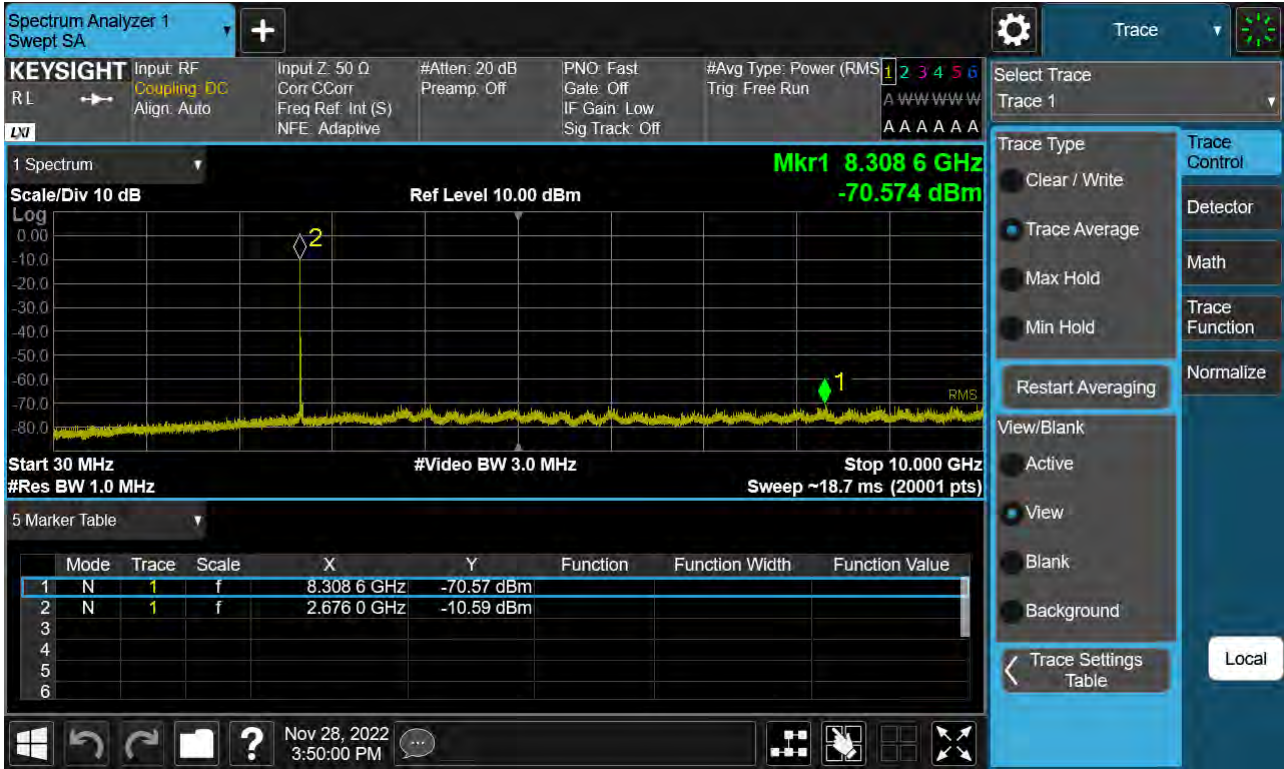 Spectrum Analyzer 1
Swept SA
Trace
KEYSIGHT
R L
LXI
Input: RF
Coupling: DC
Align: Auto
Input Z: 50 Ω
Corr CCorr
Freq Ref: Int (S)
NFE: Adaptive
#Atten: 20 dB
Preamp: Off
PNO: Fast
Gate: Off
IF Gain: Low
Sig Track: Off
#Avg Type: Power (RMS
Trig: Free Run
1 2 3 4 5 6
A W W W W W
A A A A A A
Select Trace
Trace 1
1 Spectrum
Mkr1 8.308 6 GHz
Scale/Div 10 dB
Ref Level 10.00 dBm
-70.574 dBm
Log
0.00
-10.0
-20.0
-30.0
-40.0
-50.0
-60.0
-70.0
-80.0
2
1
RMS
Start 30 MHz
#Video BW 3.0 MHz
Stop 10.000 GHz
#Res BW 1.0 MHz
Sweep ~18.7 ms (20001 pts)
5 Marker Table
Mode Trace Scale X Y Function Function Width Function Value
1 N 1 f 8.308 6 GHz -70.57 dBm
2 N 1 f 2.676 0 GHz -10.59 dBm
3
4
5
6
Trace Type
Clear / Write
Trace Average
Max Hold
Min Hold
Restart Averaging
View/Blank
Active
View
Blank
Background
Trace Settings
Table
Trace
Control
Detector
Math
Trace
Function
Normalize
Local
?
Nov 28, 2022
3:50:00 PM